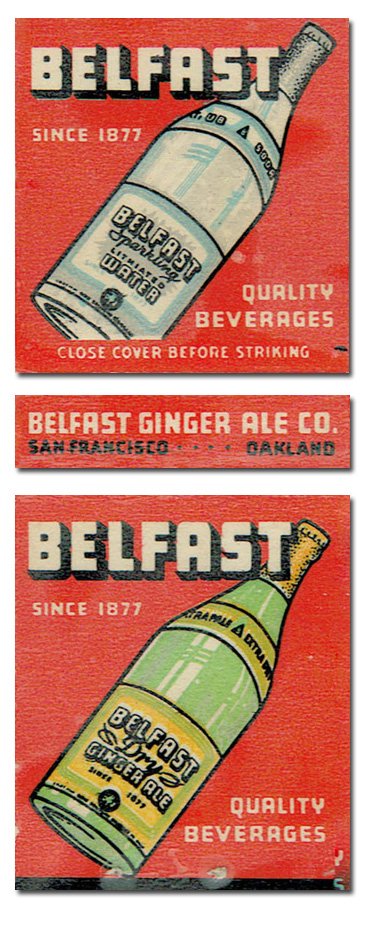 BELFAST
SINCE 1877
BELFAST
Sparkling
LITHIATED
WATER
QUALITY
BEVERAGES
CLOSE COVER BEFORE STRIKING
BELFAST GINGER ALE CO.
SAN FRANCISCO · · · · OAKLAND
BELFAST
SINCE 1877
EXTRA PALE EXTRA DRY
BELFAST
Dry
GINGER ALE
SINCE 1877
QUALITY
BEVERAGES
Y
S